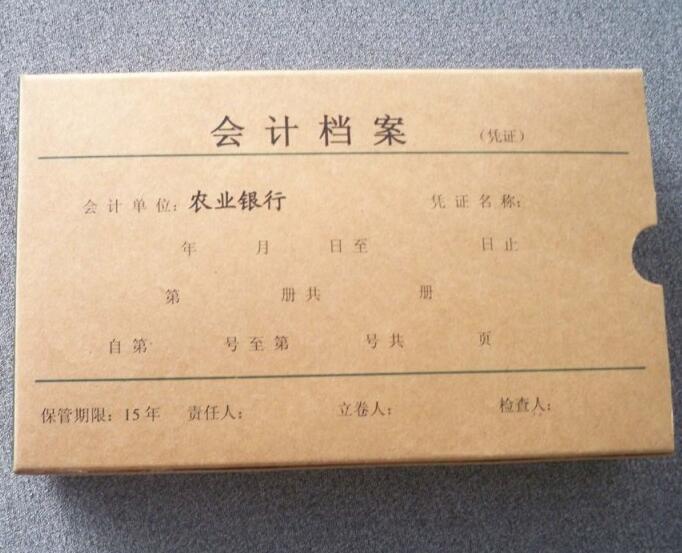 会计档案 （凭证）
会计单位：农业银行 凭证名称：
年 月 日至 日止
第 册共 册
自第 号至第 号共 页
保管期限：15年 责任人： 立卷人： 检查人：